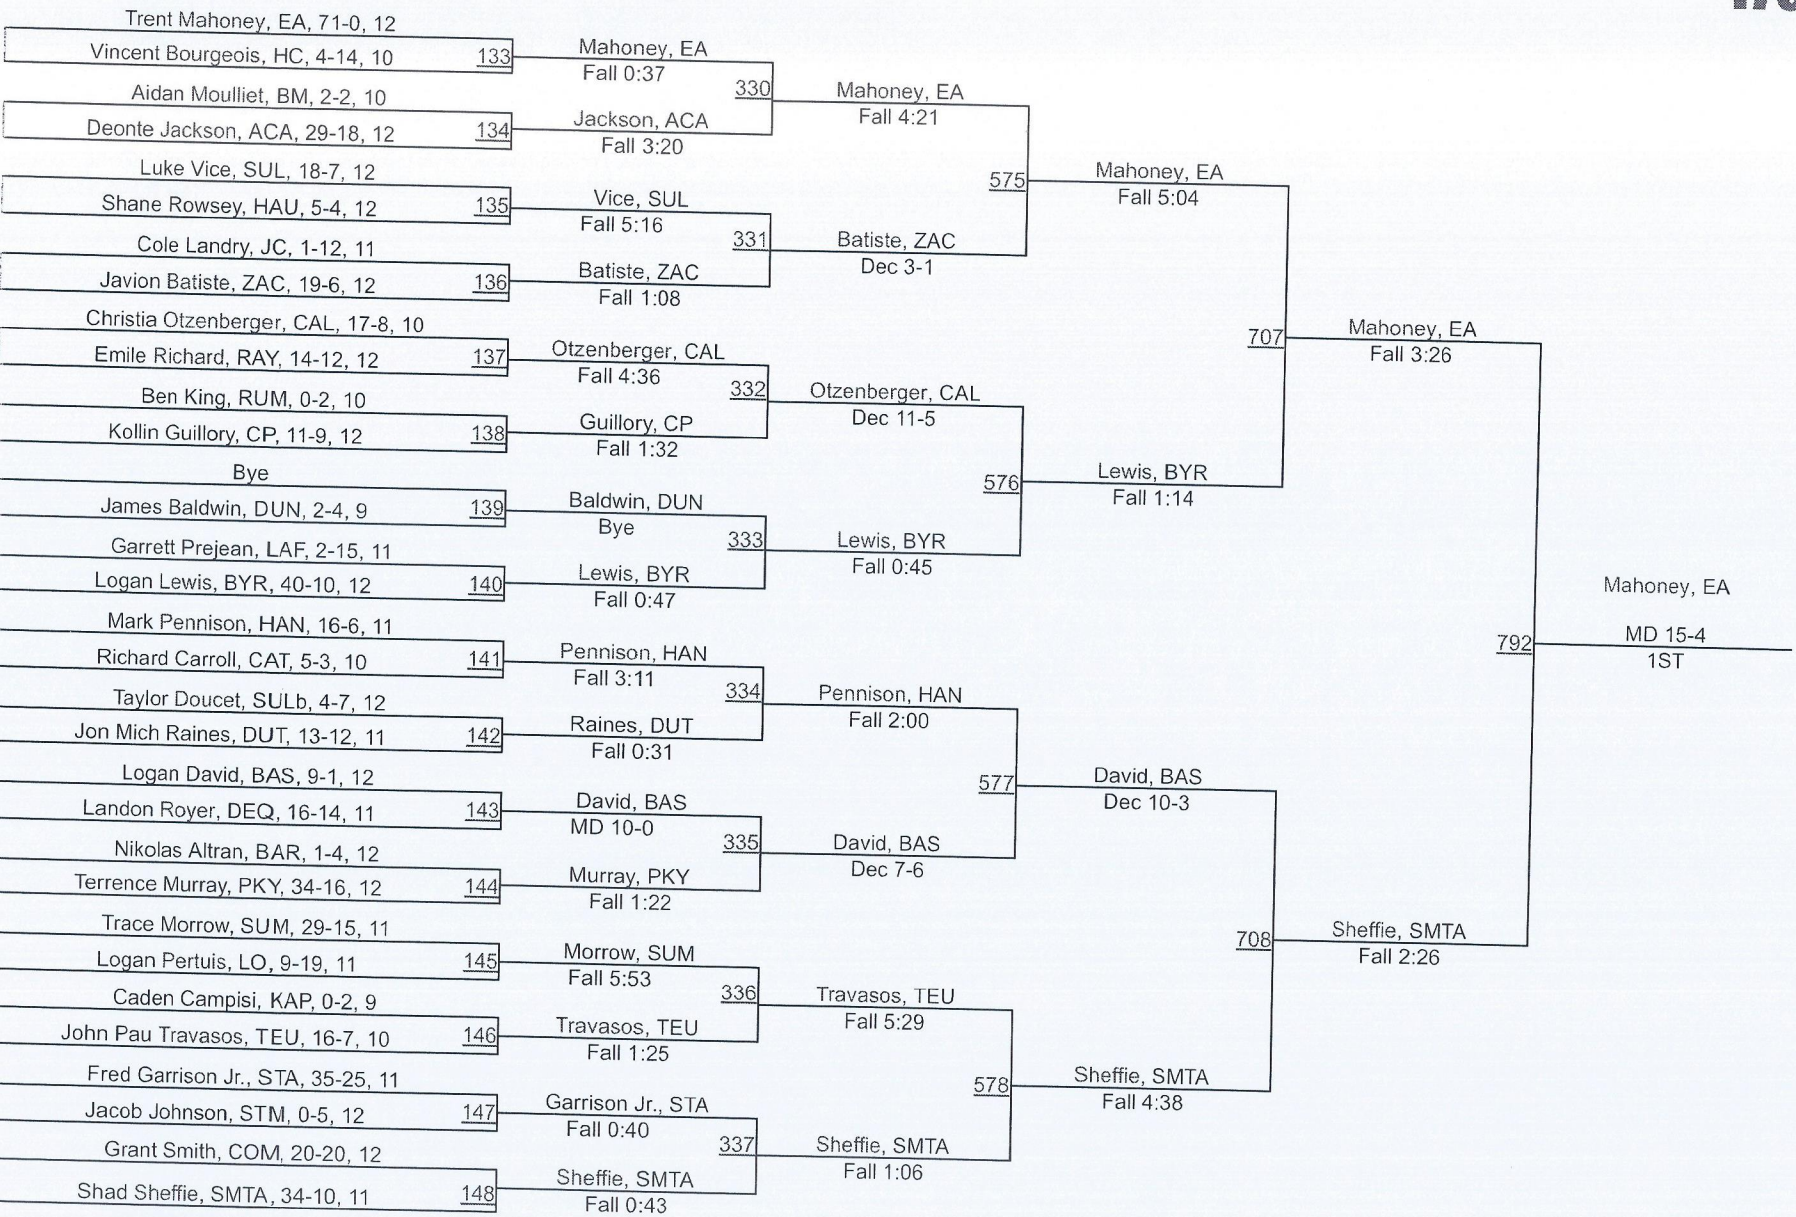 Trent Mahoney, EA, 71-0, 12
Vincent Bourgeois, HC, 4-14, 10
133
Aidan Moulliet, BM, 2-2, 10
Deonte Jackson, ACA, 29-18, 12
134
Luke Vice, SUL, 18-7, 12
Shane Rowsey, HAU, 5-4, 12
135
Cole Landry, JC, 1-12, 11
Javion Batiste, ZAC, 19-6, 12
136
Christia Otzenberger, CAL, 17-8, 10
Emile Richard, RAY, 14-12, 12
137
Ben King, RUM, 0-2, 10
Kollin Guillory, CP, 11-9, 12
138
Bye
James Baldwin, DUN, 2-4, 9
139
Garrett Prejean, LAF, 2-15, 11
Logan Lewis, BYR, 40-10, 12
140
Mark Pennison, HAN, 16-6, 11
Richard Carroll, CAT, 5-3, 10
141
Taylor Doucet, SULb, 4-7, 12
Jon Mich Raines, DUT, 13-12, 11
142
Logan David, BAS, 9-1, 12
Landon Royer, DEQ, 16-14, 11
143
Nikolas Altran, BAR, 1-4, 12
Terrence Murray, PKY, 34-16, 12
144
Trace Morrow, SUM, 29-15, 11
Logan Pertuis, LO, 9-19, 11
145
Caden Campisi, KAP, 0-2, 9
John Pau Travasos, TEU, 16-7, 10
146
Fred Garrison Jr., STA, 35-25, 11
Jacob Johnson, STM, 0-5, 12
147
Grant Smith, COM, 20-20, 12
Shad Sheffie, SMTA, 34-10, 11
148
Mahoney, EA
Fall 0:37
330
Jackson, ACA
Fall 3:20
Vice, SUL
Fall 5:16
331
Batiste, ZAC
Fall 1:08
Otzenberger, CAL
Fall 4:36
332
Guillory, CP
Fall 1:32
Baldwin, DUN
Bye
333
Lewis, BYR
Fall 0:47
Pennison, HAN
Fall 3:11
334
Raines, DUT
Fall 0:31
David, BAS
MD 10-0
335
Murray, PKY
Fall 1:22
Morrow, SUM
Fall 5:53
336
Travasos, TEU
Fall 1:25
Garrison Jr., STA
Fall 0:40
337
Sheffie, SMTA
Fall 0:43
Mahoney, EA
Fall 4:21
575
Batiste, ZAC
Dec 3-1
Otzenberger, CAL
Dec 11-5
576
Lewis, BYR
Fall 0:45
Pennison, HAN
Fall 2:00
577
David, BAS
Dec 7-6
Travasos, TEU
Fall 5:29
578
Sheffie, SMTA
Fall 1:06
Mahoney, EA
Fall 5:04
707
Lewis, BYR
Fall 1:14
David, BAS
Dec 10-3
708
Sheffie, SMTA
Fall 4:38
Mahoney, EA
Fall 3:26
792
Sheffie, SMTA
Fall 2:26
Mahoney, EA
MD 15-4
1ST